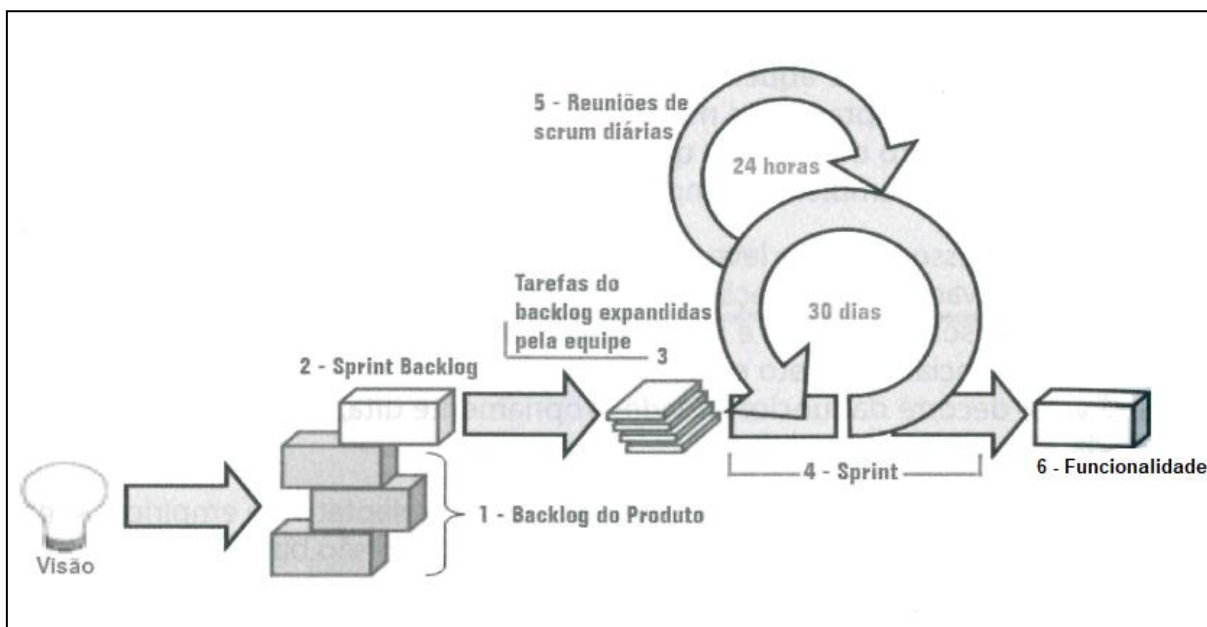 5 - Reuniões de
scrum diárias
24 horas
Tarefas do
backlog expandidas
pela equipe
3
30 dias
2 - Sprint Backlog
4 - Sprint
6 - Funcionalidade
1 - Backlog do Produto
Visão